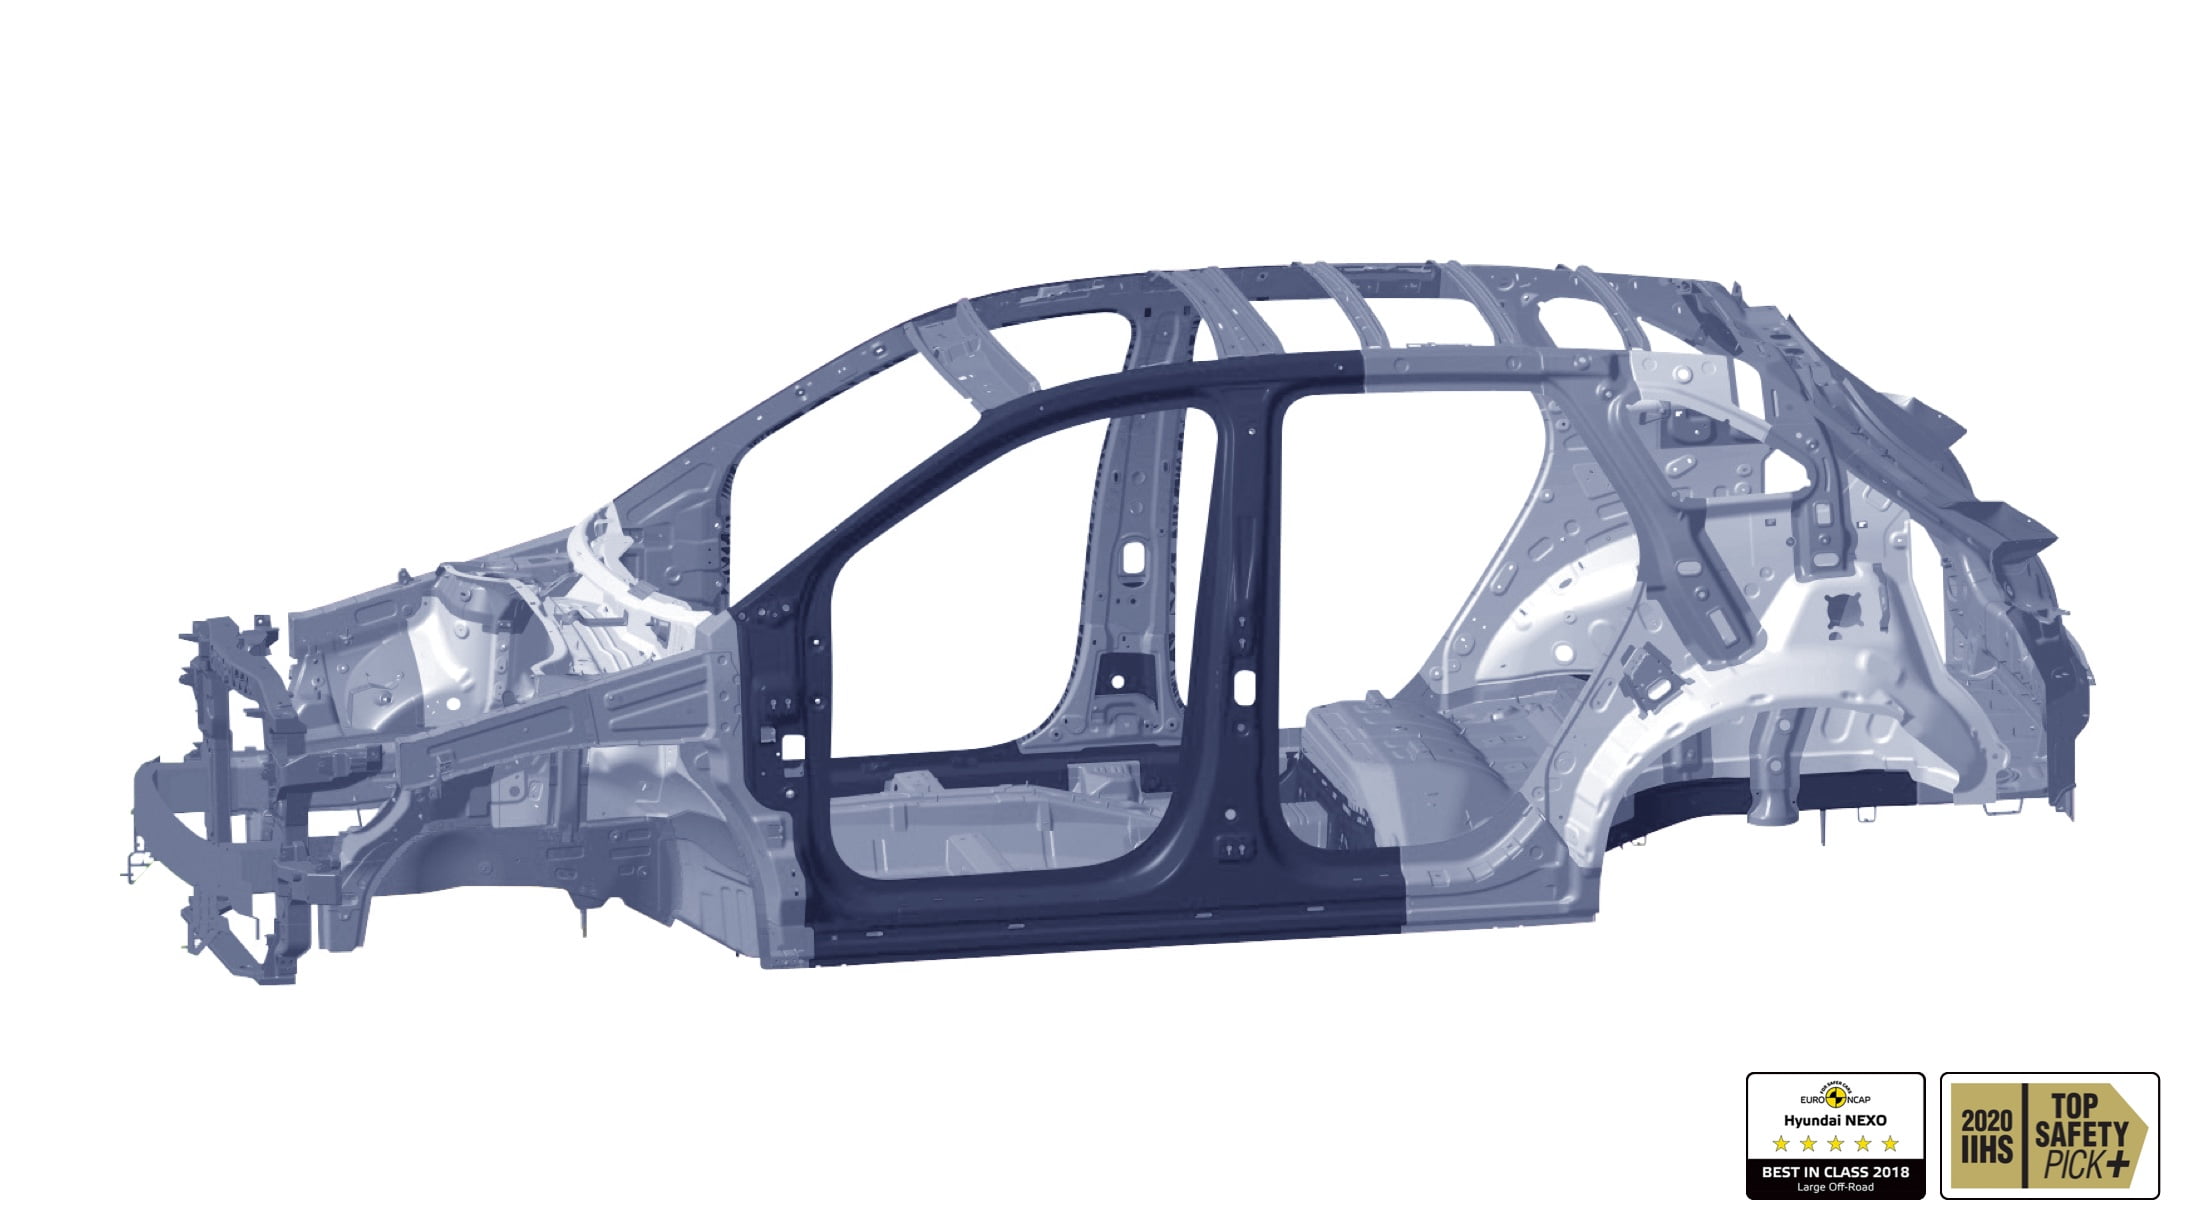 FOR SAFER CARS
EURO NCAP
Hyundai NEXO
BEST IN CLASS 2018
Large Off-Road
2020
IIHS
TOP
SAFETY
PICK+